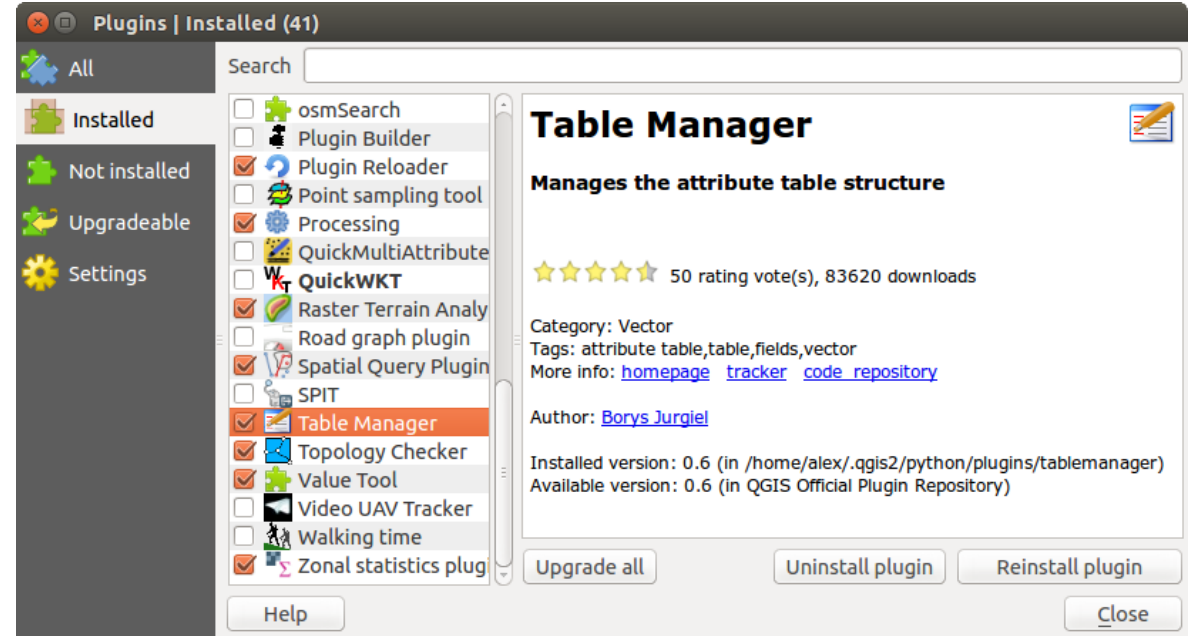 Plugins | Installed (41)
All
Installed
Not installed
Upgradeable
Settings
Search
osmSearch
Plugin Builder
Plugin Reloader
Point sampling tool
Processing
QuickMultiAttribute
QuickWKT
Raster Terrain Analy
Road graph plugin
Spatial Query Plugin
SPIT
Table Manager
Topology Checker
Value Tool
Video UAV Tracker
Walking time
Zonal statistics plugi
Table Manager
Manages the attribute table structure
50 rating vote(s), 83620 downloads
Category: Vector
Tags: attribute table,table,fields,vector
More info: homepage tracker code repository
Author: Borys Jurgiel
Installed version: 0.6 (in /home/alex/.qgis2/python/plugins/tablemanager)
Available version: 0.6 (in QGIS Official Plugin Repository)
Upgrade all
Uninstall plugin
Reinstall plugin
Help
Close